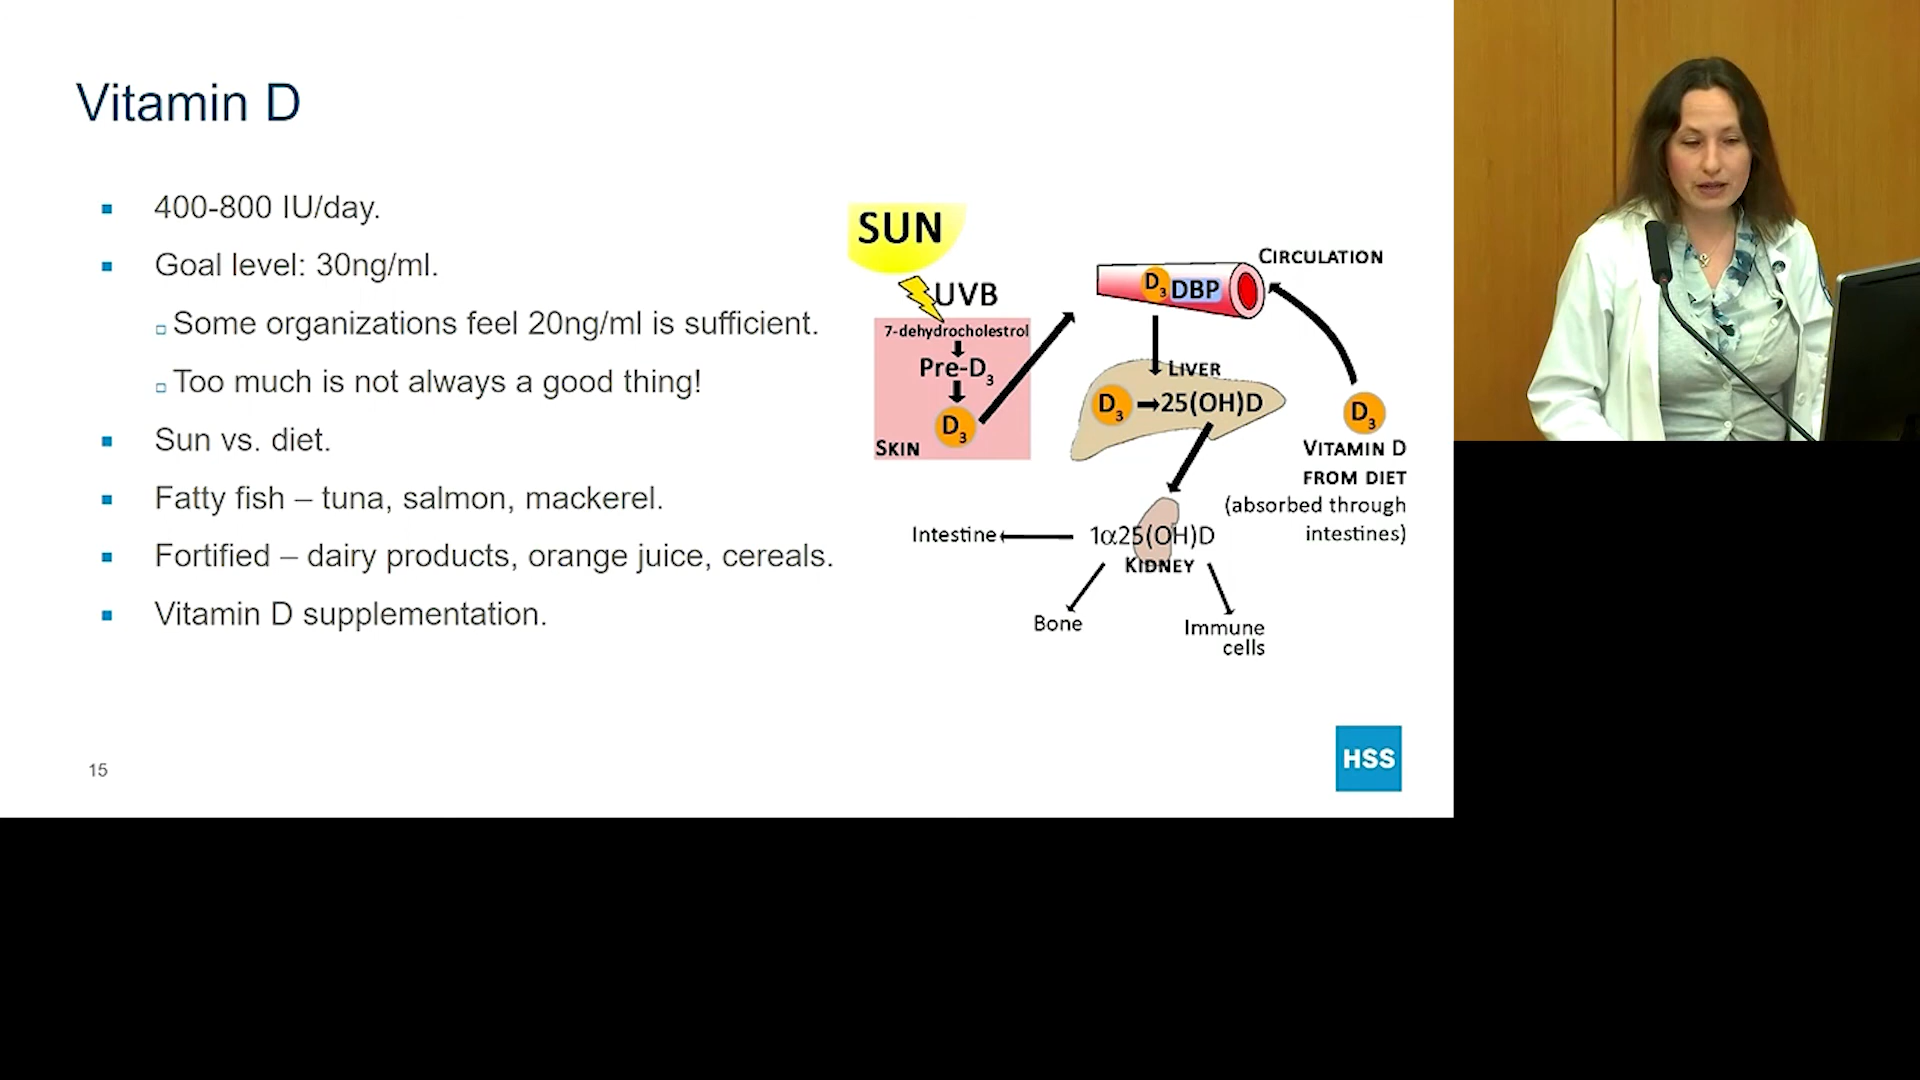 Vitamin D
400-800 IU/day.
Goal level: 30ng/ml.
Some organizations feel 20ng/ml is sufficient.
Too much is not always a good thing!
Sun vs. diet.
Fatty fish – tuna, salmon, mackerel.
Fortified – dairy products, orange juice, cereals.
Vitamin D supplementation.
SUN
UVB
7-dehydrocholestrol
Pre-D3
D3
SKIN
CIRCULATION
D3 DBP
LIVER
D3 25(OH)D
D3
VITAMIN D
FROM DIET
(absorbed through
intestines)
Intestine
1α25(OH)D
KIDNEY
Bone
Immune
cells
15
HSS